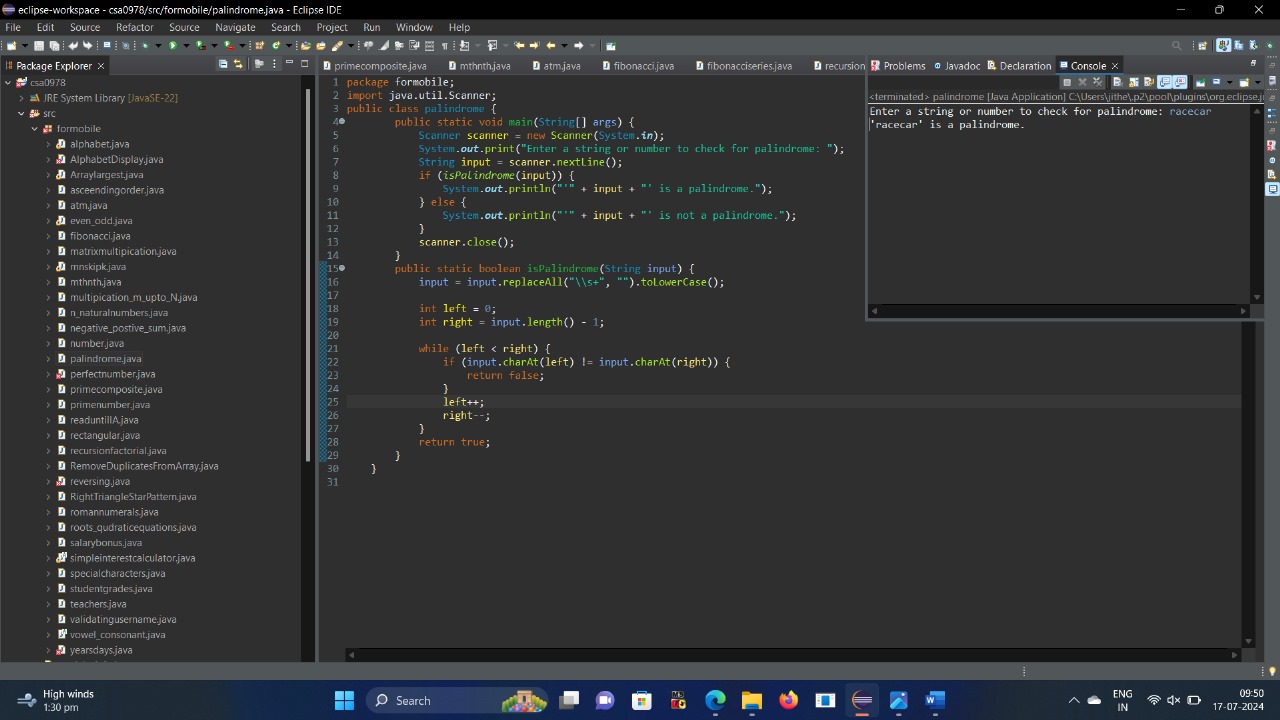 eclipse-workspace - csa0978/src/formobile/palindrome.java - Eclipse IDE
File Edit Source Refactor Source Navigate Search Project Run Window Help
Package Explorer
csa0978
JRE System Library [JavaSE-22]
src
formobile
alphabet.java
AlphabetDisplay.java
Arraylargest.java
asceendingorder.java
atm.java
even_odd.java
fibonacci.java
matrixmultipication.java
mnskipk.java
mthnth.java
multipication_m_upto_N.java
n_naturalnumbers.java
negative_postive_sum.java
number.java
palindrome.java
perfectnumber.java
primecomposite.java
primenumber.java
readuntillA.java
rectangular.java
recursionfactorial.java
RemoveDuplicatesFromArray.java
reversing.java
RightTriangleStarPattern.java
romannumerals.java
roots_qudraticequations.java
salarybonus.java
simpleinterestcalculator.java
specialcharacters.java
studentgrades.java
teachers.java
validatingusername.java
vowel_consonant.java
yearsdays.java
primecomposite.java mthnth.java atm.java fibonacci.java fibonacciseries.java recursion
1 package formobile;
2 import java.util.Scanner;
3 public class palindrome {
4 public static void main(String[] args) {
5 Scanner scanner = new Scanner(System.in);
6 System.out.print("Enter a string or number to check for palindrome: ");
7 String input = scanner.nextLine();
8 if (isPalindrome(input)) {
9 System.out.println("'" + input + "' is a palindrome.");
10 } else {
11 System.out.println("'" + input + "' is not a palindrome.");
12 }
13 scanner.close();
14 }
15 public static boolean isPalindrome(String input) {
16 input = input.replaceAll("\\s+", "").toLowerCase();
17
18 int left = 0;
19 int right = input.length() - 1;
20
21 while (left < right) {
22 if (input.charAt(left) != input.charAt(right)) {
23 return false;
24 }
25 left++;
26 right--;
27 }
28 return true;
29 }
30 }
31
Problems Javadoc Declaration Console
<terminated> palindrome [Java Application] C:\Users\jithe\.p2\pool\plugins\org.eclipse.j
Enter a string or number to check for palindrome: racecar
'racecar' is a palindrome.
High winds
1:30 pm
Search
ENG
IN
09:50
17-07-2024